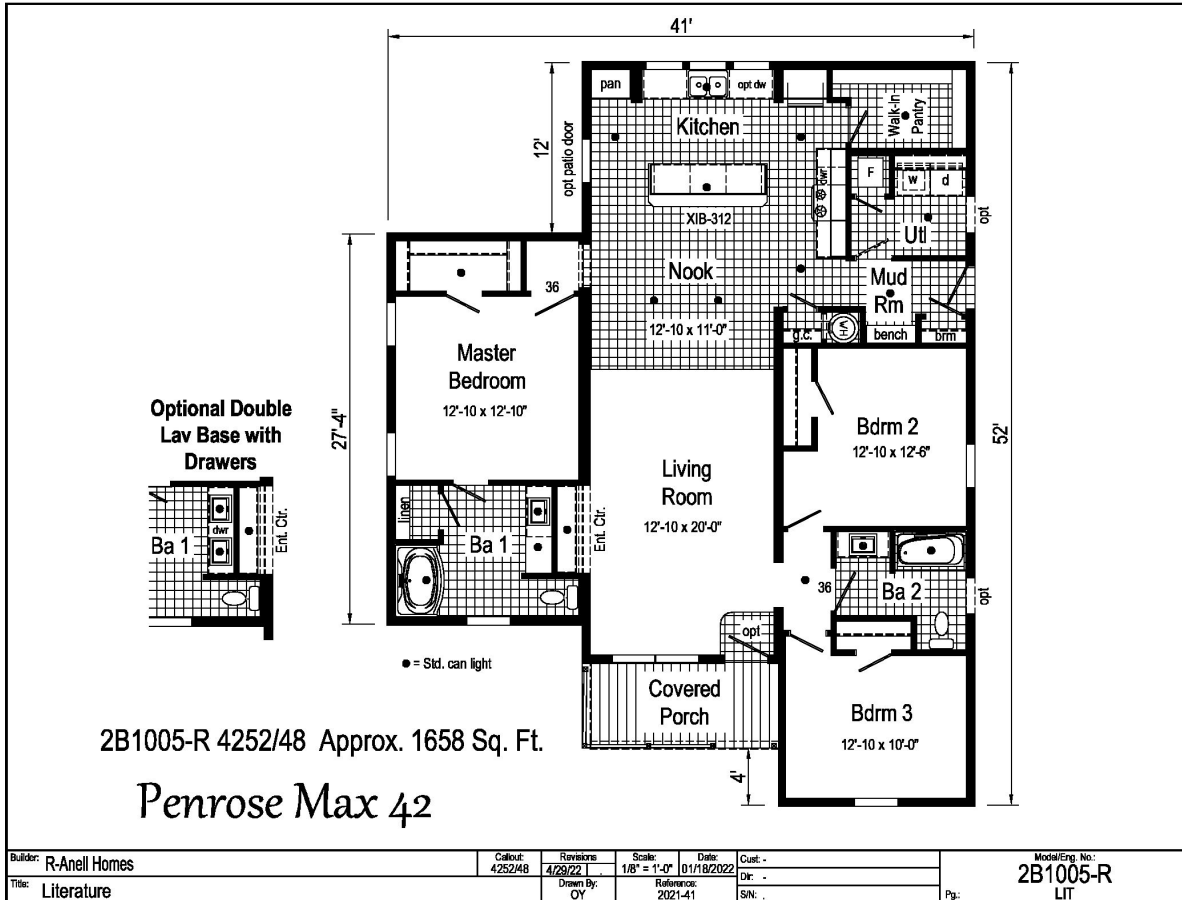 41'
pan
opt dw
Kitchen
Walk-In
Pantry
12'
opt patio door
dwr
F
w
d
opt
XIB-312
Utl
36
Nook
Mud
Rm
12'-10 x 11'-0"
g.c.
WH
bench
brm
Master
Bedroom
12'-10 x 12'-10"
27'-4"
52'
Optional Double
Lav Base with
Drawers
Bdrm 2
12'-10 x 12'-6"
Living
Room
12'-10 x 20'-0"
dwr
Ba 1
Ent. Ctr.
linen
Ba 1
Ent. Ctr.
36
Ba 2
opt
opt
● = Std. can light
Covered
Porch
Bdrm 3
12'-10 x 10'-0"
4'
2B1005-R 4252/48 Approx. 1658 Sq. Ft.
Penrose Max 42
Builder: R-Anell Homes
Callout:
4252/48
Revisions
4/29/22
Scale:
1/8" = 1'-0"
Date:
01/18/2022
Cust: -
Dir: -
Model/Eng. No.:
2B1005-R
Title: Literature
Drawn By:
OY
Reference:
2021-41
S/N: .
Pg.:
LIT